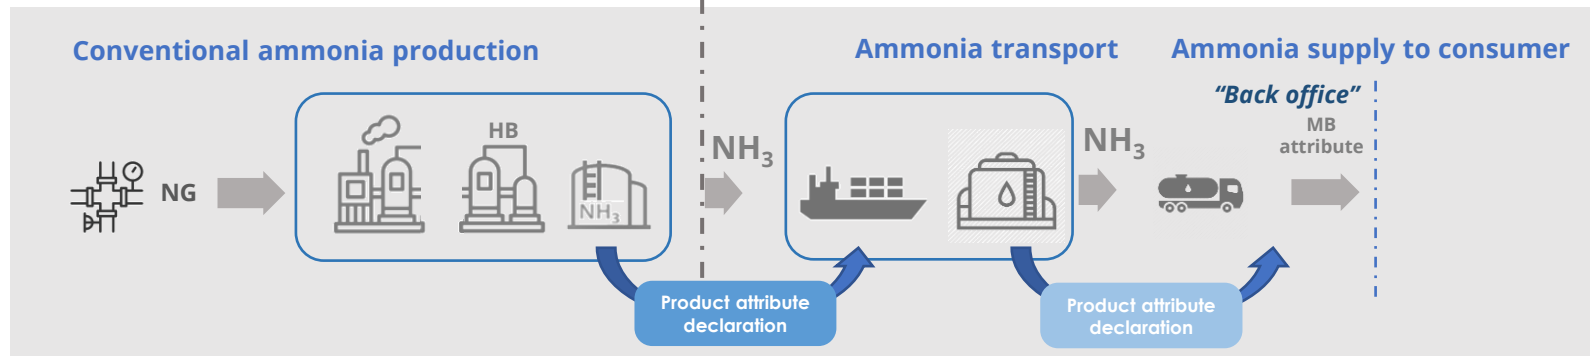 Conventional ammonia production
Ammonia transport
Ammonia supply to consumer
“Back office”
MB
attribute
HB
NG
NH₃
NH₃
NH₃
Product attribute
declaration
Product attribute
declaration